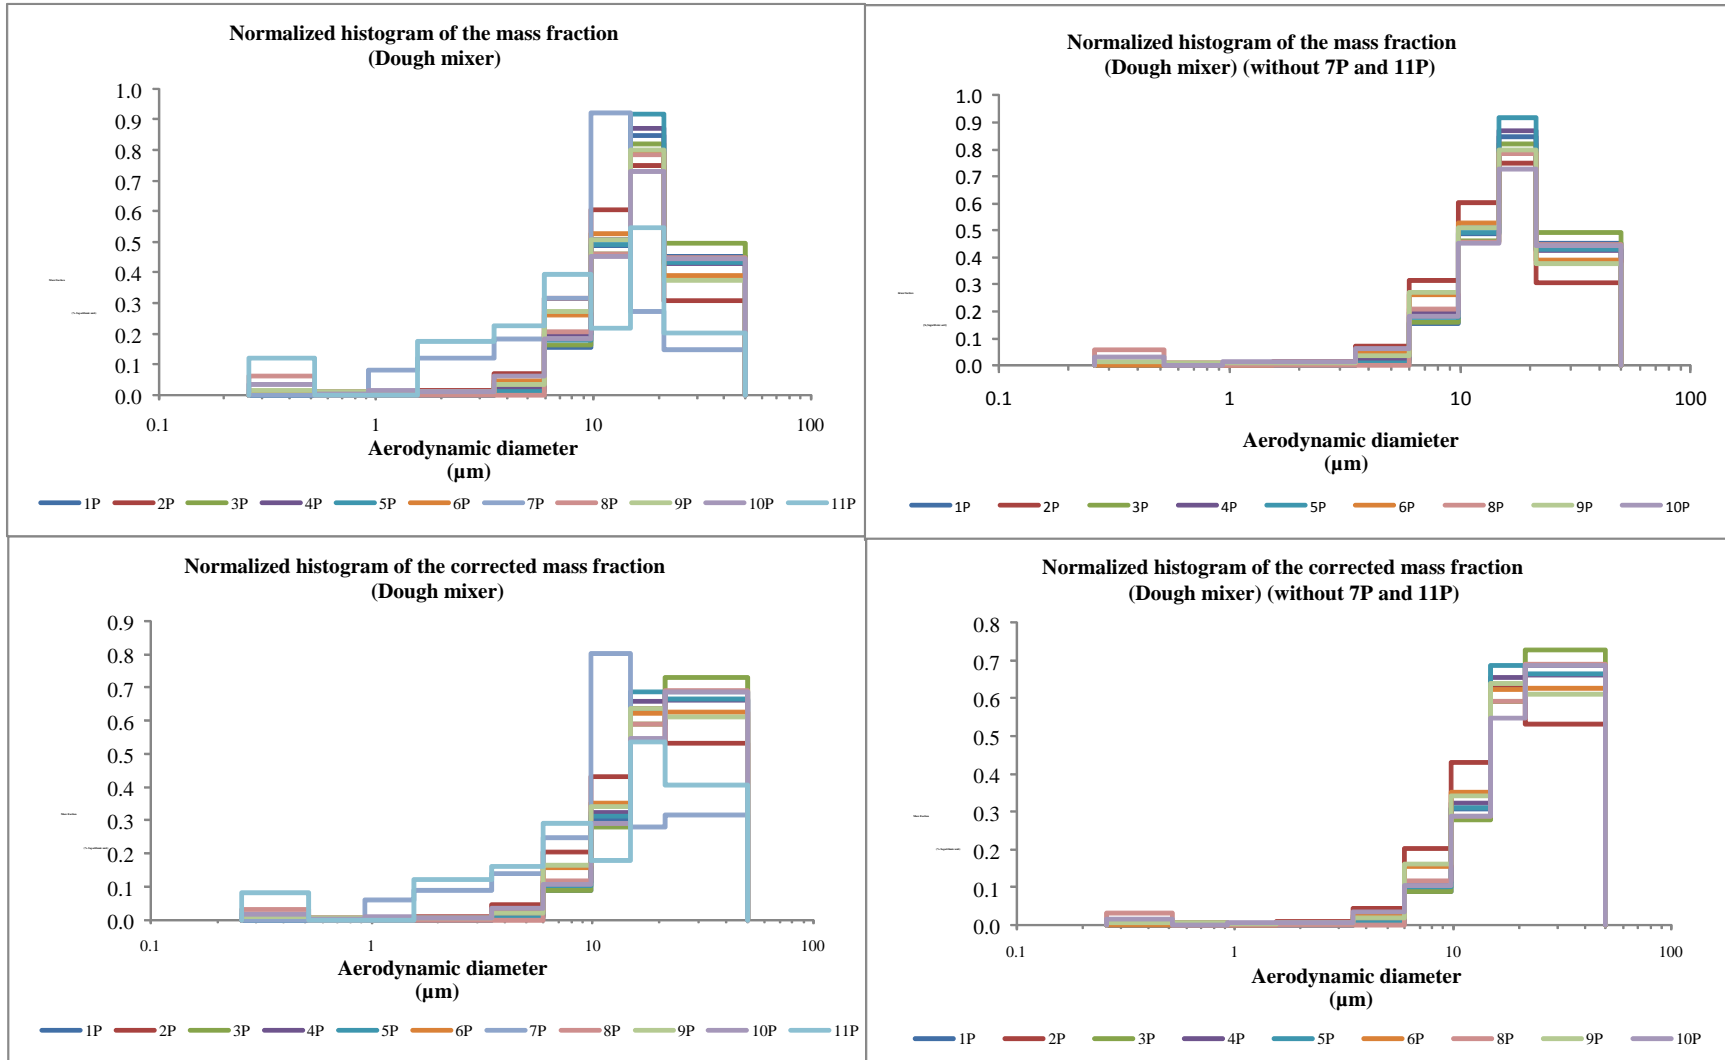 Normalized histogram of the mass fraction
(Dough mixer)
1.0
0.9
0.8
0.7
0.6
0.5
0.4
0.3
0.2
0.1
0.0
0.1 1 10 100
Aerodynamic diameter
(µm)
1P 2P 3P 4P 5P 6P 7P 8P 9P 10P 11P
Normalized histogram of the mass fraction
(Dough mixer) (without 7P and 11P)
1.0
0.9
0.8
0.7
0.6
0.5
0.4
0.3
0.2
0.1
0.0
0.1 1 10 100
Aerodynamic diamieter
(µm)
1P 2P 3P 4P 5P 6P 8P 9P 10P
Normalized histogram of the corrected mass fraction
(Dough mixer)
0.9
0.8
0.7
0.6
0.5
0.4
0.3
0.2
0.1
0.0
0.1 1 10 100
Aerodynamic diameter
(µm)
1P 2P 3P 4P 5P 6P 7P 8P 9P 10P 11P
Normalized histogram of the corrected mass fraction
(Dough mixer) (without 7P and 11P)
0.8
0.7
0.6
0.5
0.4
0.3
0.2
0.1
0.0
0.1 1 10 100
Aerodynamic diameter
(µm)
1P 2P 3P 4P 5P 6P 8P 9P 10P